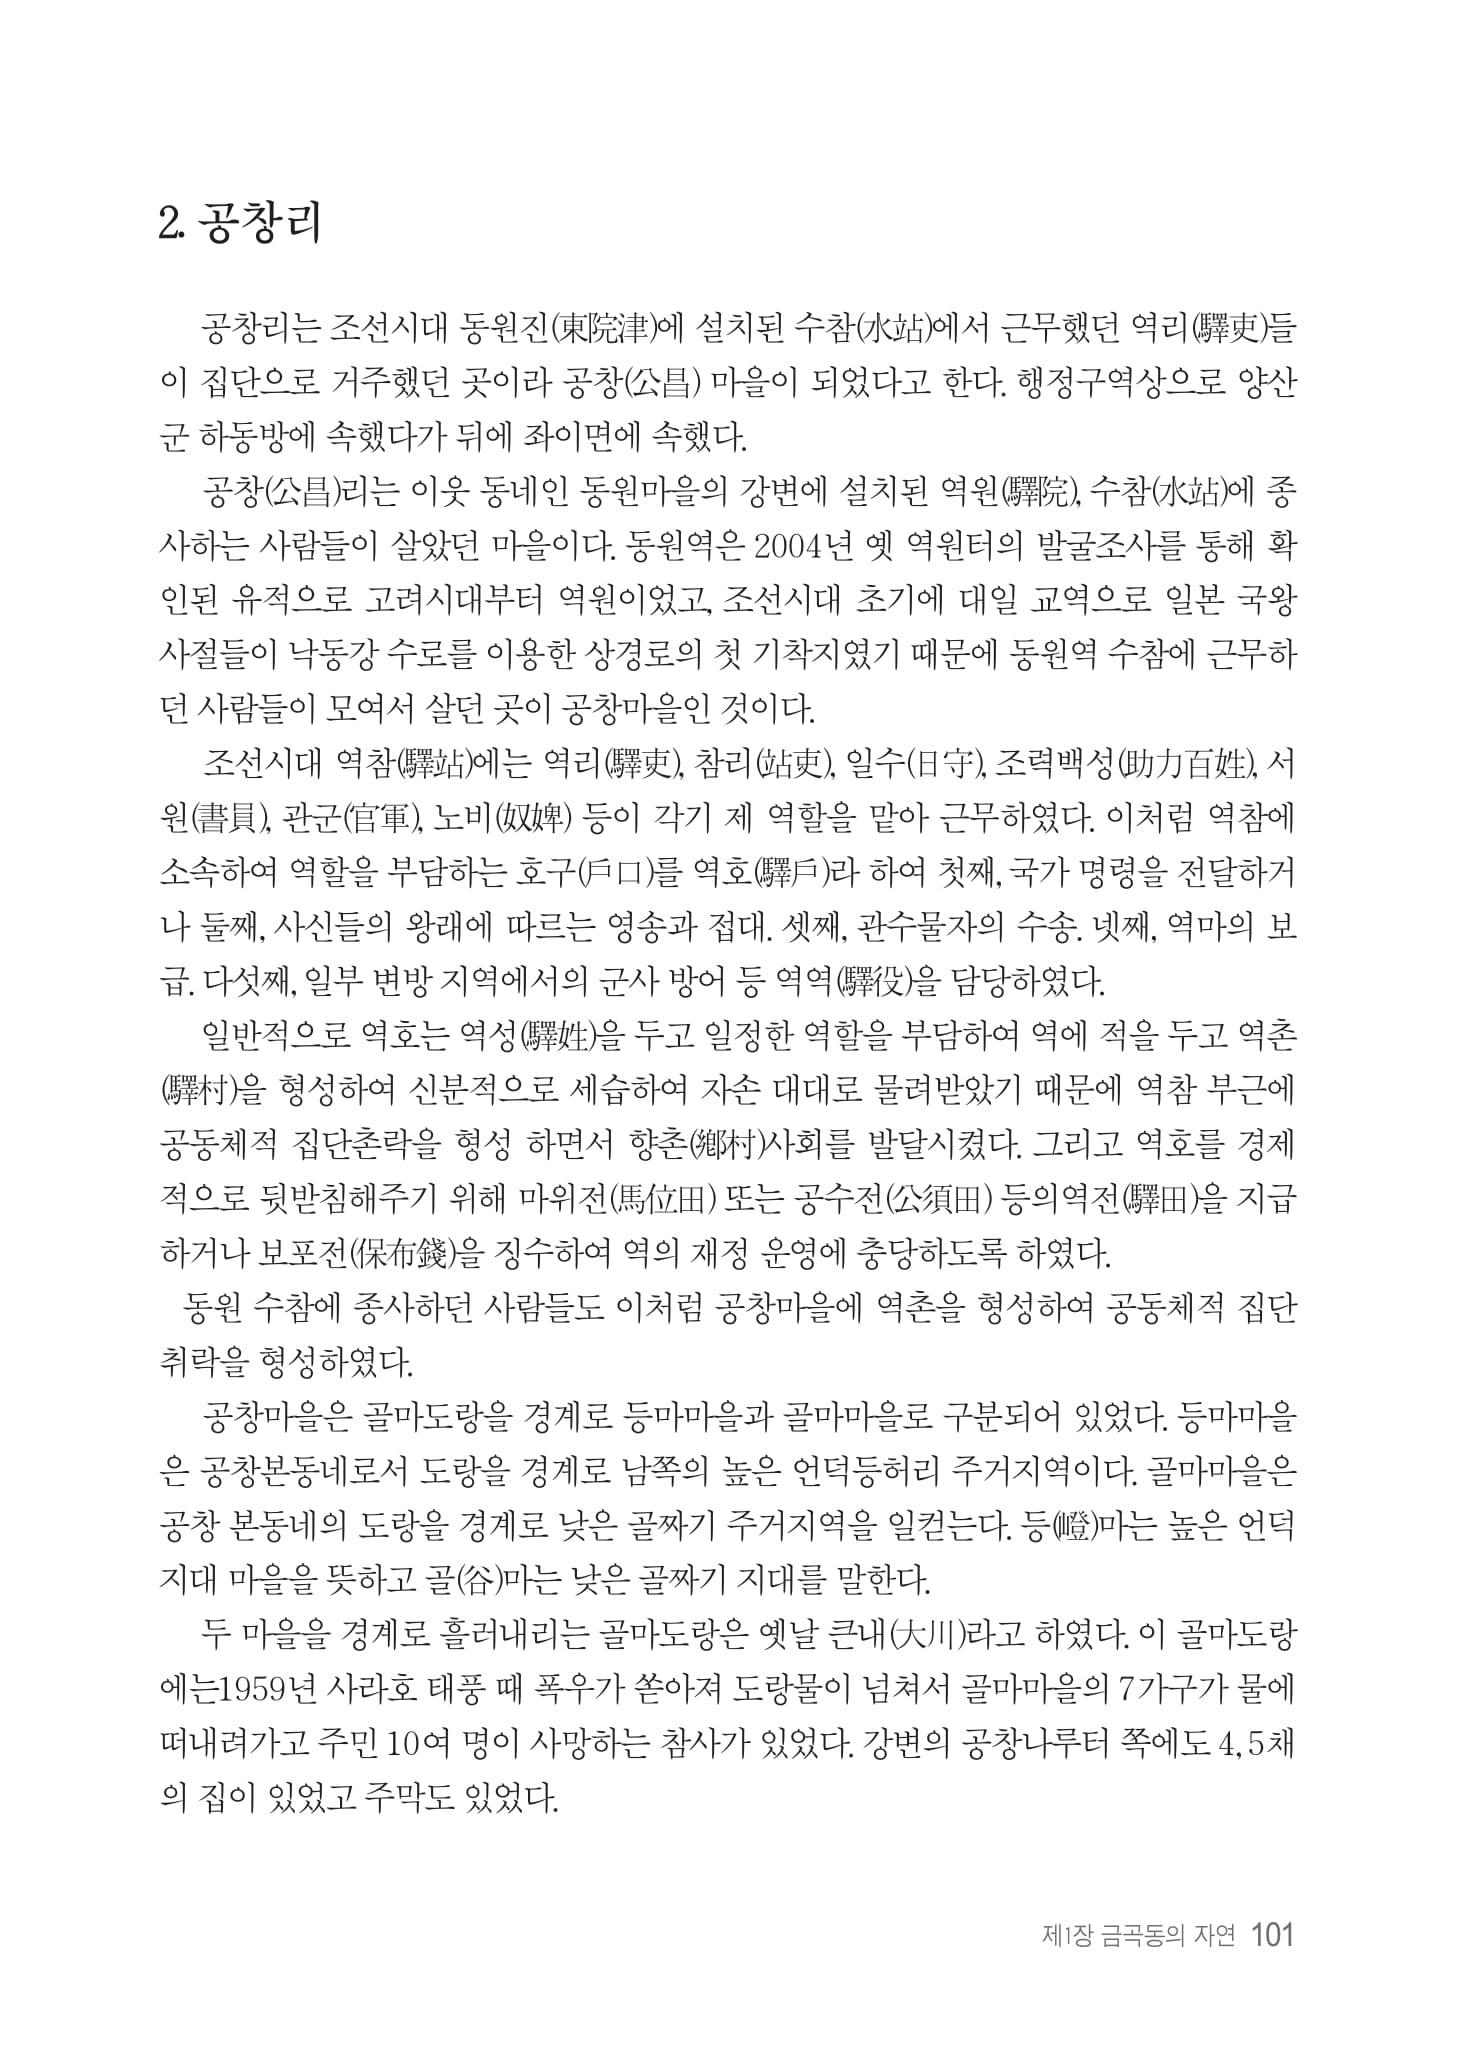 2. 공창리
공창리는 조선시대 동원진(東院津)에 설치된 수참(水站)에서 근무했던 역리(驛吏)들
이 집단으로 거주했던 곳이라 공창(公昌) 마을이 되었다고 한다. 행정구역상으로 양산
군 하동방에 속했다가 뒤에 좌이면에 속했다.
공창(公昌)리는 이웃 동네인 동원마을의 강변에 설치된 역원(驛院), 수참(水站)에 종
사하는 사람들이 살았던 마을이다. 동원역은 2004년 옛 역원터의 발굴조사를 통해 확
인된 유적으로 고려시대부터 역원이었고, 조선시대 초기에 대일 교역으로 일본 국왕
사절들이 낙동강 수로를 이용한 상경로의 첫 기착지였기 때문에 동원역 수참에 근무하
던 사람들이 모여서 살던 곳이 공창마을인 것이다.
조선시대 역참(驛站)에는 역리(驛吏), 참리(站吏), 일수(日守), 조력백성(助力百姓), 서
원(書員), 관군(官軍), 노비(奴婢) 등이 각기 제 역할을 맡아 근무하였다. 이처럼 역참에
소속하여 역할을 부담하는 호구(戶口)를 역호(驛戶)라 하여 첫째, 국가 명령을 전달하거
나 둘째, 사신들의 왕래에 따르는 영송과 접대. 셋째, 관수물자의 수송. 넷째, 역마의 보
급. 다섯째, 일부 변방 지역에서의 군사 방어 등 역역(驛役)을 담당하였다.
일반적으로 역호는 역성(驛姓)을 두고 일정한 역할을 부담하여 역에 적을 두고 역촌
(驛村)을 형성하여 신분적으로 세습하여 자손 대대로 물려받았기 때문에 역참 부근에
공동체적 집단촌락을 형성 하면서 향촌(鄕村)사회를 발달시켰다. 그리고 역호를 경제
적으로 뒷받침해주기 위해 마위전(馬位田) 또는 공수전(公須田) 등의역전(驛田)을 지급
하거나 보포전(保布錢)을 징수하여 역의 재정 운영에 충당하도록 하였다.
동원 수참에 종사하던 사람들도 이처럼 공창마을에 역촌을 형성하여 공동체적 집단
취락을 형성하였다.
공창마을은 골마도랑을 경계로 등마마을과 골마마을로 구분되어 있었다. 등마마을
은 공창본동네로서 도랑을 경계로 남쪽의 높은 언덕등허리 주거지역이다. 골마마을은
공창 본동네의 도랑을 경계로 낮은 골짜기 주거지역을 일컫는다. 등(嶝)마는 높은 언덕
지대 마을을 뜻하고 골(谷)마는 낮은 골짜기 지대를 말한다.
두 마을을 경계로 흘러내리는 골마도랑은 옛날 큰내(大川)라고 하였다. 이 골마도랑
에는1959년 사라호 태풍 때 폭우가 쏟아져 도랑물이 넘쳐서 골마마을의 7가구가 물에
떠내려가고 주민 10여 명이 사망하는 참사가 있었다. 강변의 공창나루터 쪽에도 4, 5채
의 집이 있었고 주막도 있었다.
제1장 금곡동의 자연 101